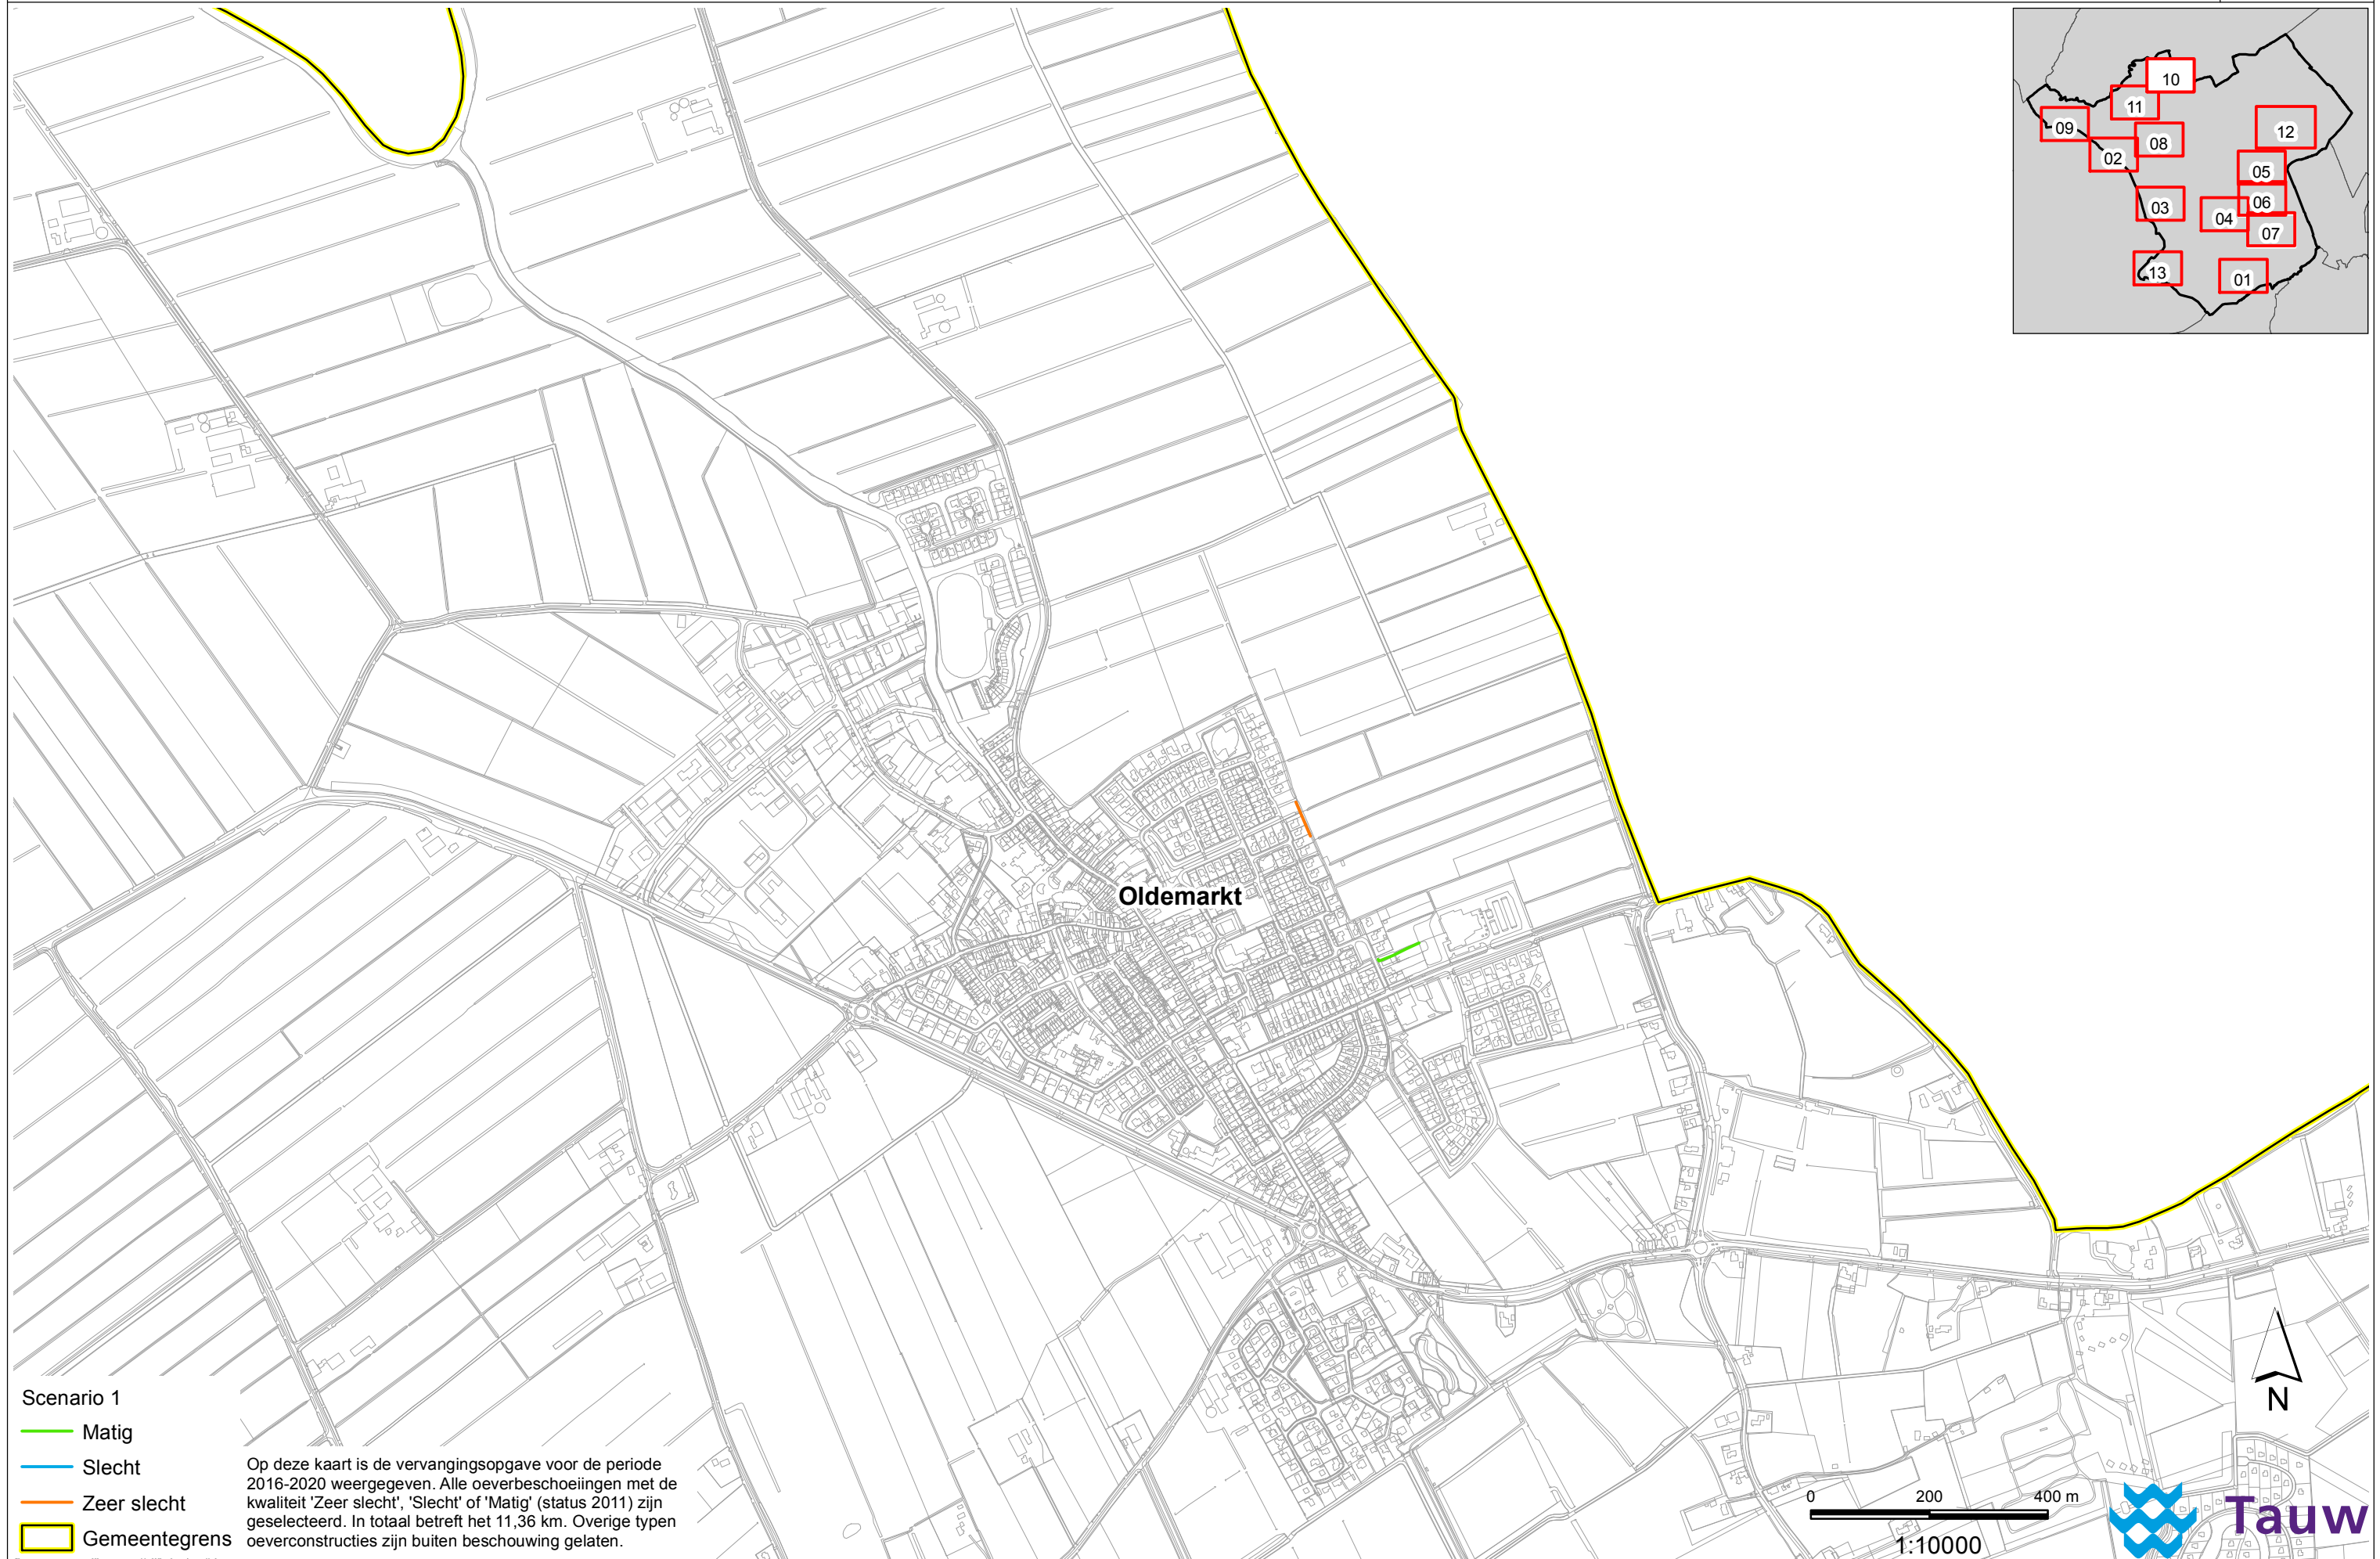 10
11
09
12
08
02
05
03
06
04
07
13
01
Oldemarkt
Scenario 1
Matig
Slecht
Zeer slecht
Gemeentegrens
Op deze kaart is de vervangingsopgave voor de periode
2016-2020 weergegeven. Alle oeverbeschoeiingen met de
kwaliteit 'Zeer slecht', 'Slecht' of 'Matig' (status 2011) zijn
geselecteerd. In totaal betreft het 11,36 km. Overige typen
oeverconstructies zijn buiten beschouwing gelaten.
N
0 200 400 m
1:10000
Tauw